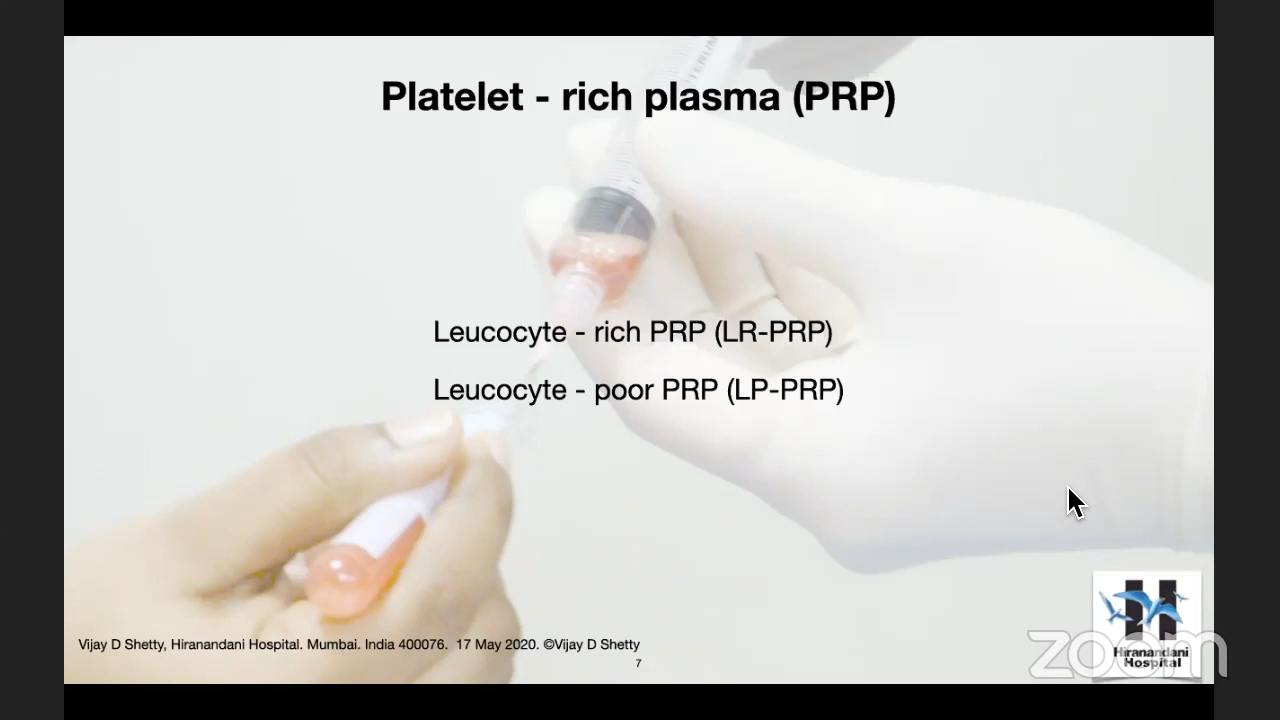 Platelet - rich plasma (PRP)
Leucocyte - rich PRP (LR-PRP)
Leucocyte - poor PRP (LP-PRP)
Vijay D Shetty, Hiranandani Hospital. Mumbai. India 400076. 17 May 2020. ©Vijay D Shetty
7
H
Hiranandani
Hospital
zoom